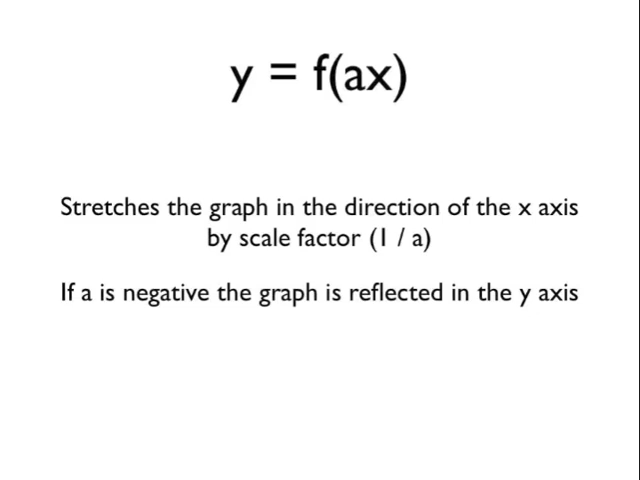 y = f(ax)
Stretches the graph in the direction of the x axis
by scale factor (1 / a)
If a is negative the graph is reflected in the y axis